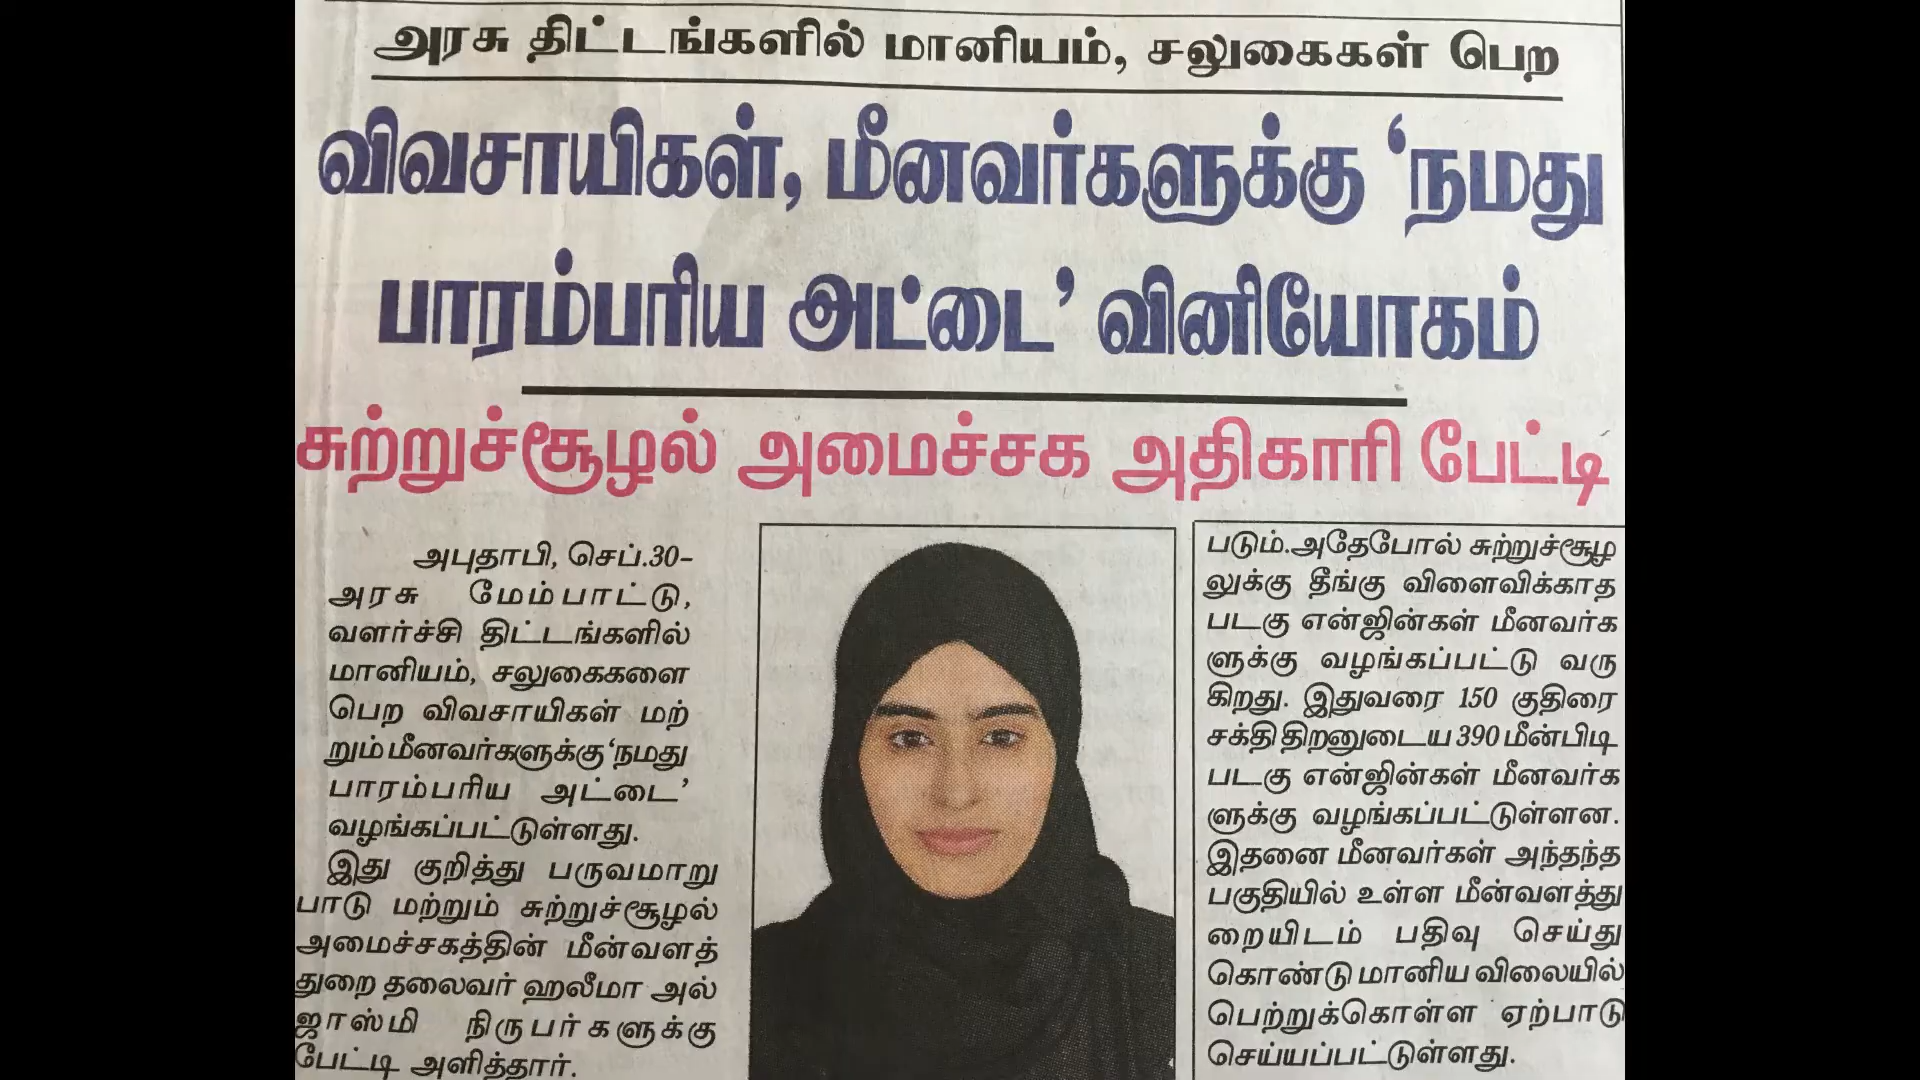 அரசு திட்டங்களில் மானியம், சலுகைகள் பெற
விவசாயிகள், மீனவர்களுக்கு ‘நமது
பாரம்பரிய அட்டை’ வினியோகம்
சுற்றுச்சூழல் அமைச்சக அதிகாரி பேட்டி
அபுதாபி, செப்.30–
அரசு மேம்பாட்டு,
வளர்ச்சி திட்டங்களில்
மானியம், சலுகைகளை
பெற விவசாயிகள் மற்
றும் மீனவர்களுக்கு ‘நமது
பாரம்பரிய அட்டை’
வழங்கப்பட்டுள்ளது.
இது குறித்து பருவமாறு
பாடு மற்றும் சுற்றுச்சூழல்
அமைச்சகத்தின் மீன்வளத்
துறை தலைவர் ஹலீமா அல்
ஜாஸ்மி நிருபர்களுக்கு
பேட்டி அளித்தார்.
படும்.அதேபோல் சுற்றுச்சூழ
லுக்கு தீங்கு விளைவிக்காத
படகு என்ஜின்கள் மீனவர்க
ளுக்கு வழங்கப்பட்டு வரு
கிறது. இதுவரை 150 குதிரை
சக்தி திறனுடைய 390 மீன்பிடி
படகு என்ஜின்கள் மீனவர்க
ளுக்கு வழங்கப்பட்டுள்ளன.
இதனை மீனவர்கள் அந்தந்த
பகுதியில் உள்ள மீன்வளத்து
றையிடம் பதிவு செய்து
கொண்டு மானிய விலையில்
பெற்றுக்கொள்ள ஏற்பாடு
செய்யப்பட்டுள்ளது.